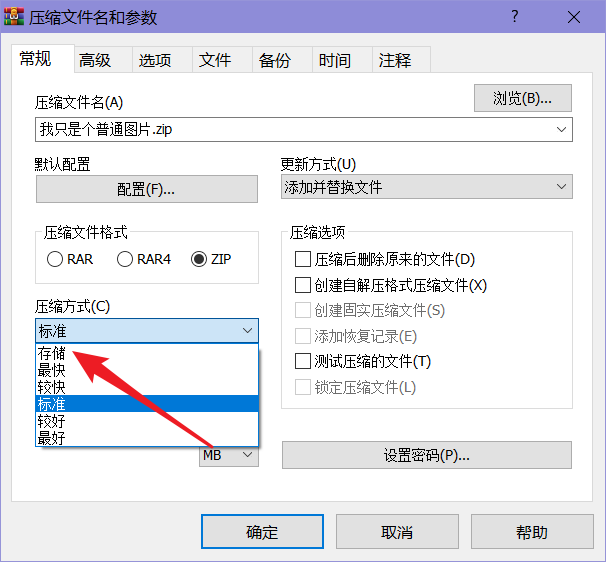 压缩文件名和参数
?
常规 高级 选项 文件 备份 时间 注释
压缩文件名(A)
浏览(B)...
我只是个普通图片.zip
默认配置
配置(F)...
更新方式(U)
添加并替换文件
压缩文件格式
RAR RAR4 ZIP
压缩方式(C)
标准
存储
最快
较快
标准
较好
最好
MB
压缩选项
压缩后删除原来的文件(D)
创建自解压格式压缩文件(X)
创建固实压缩文件(S)
添加恢复记录(E)
测试压缩的文件(T)
锁定压缩文件(L)
设置密码(P)...
确定 取消 帮助